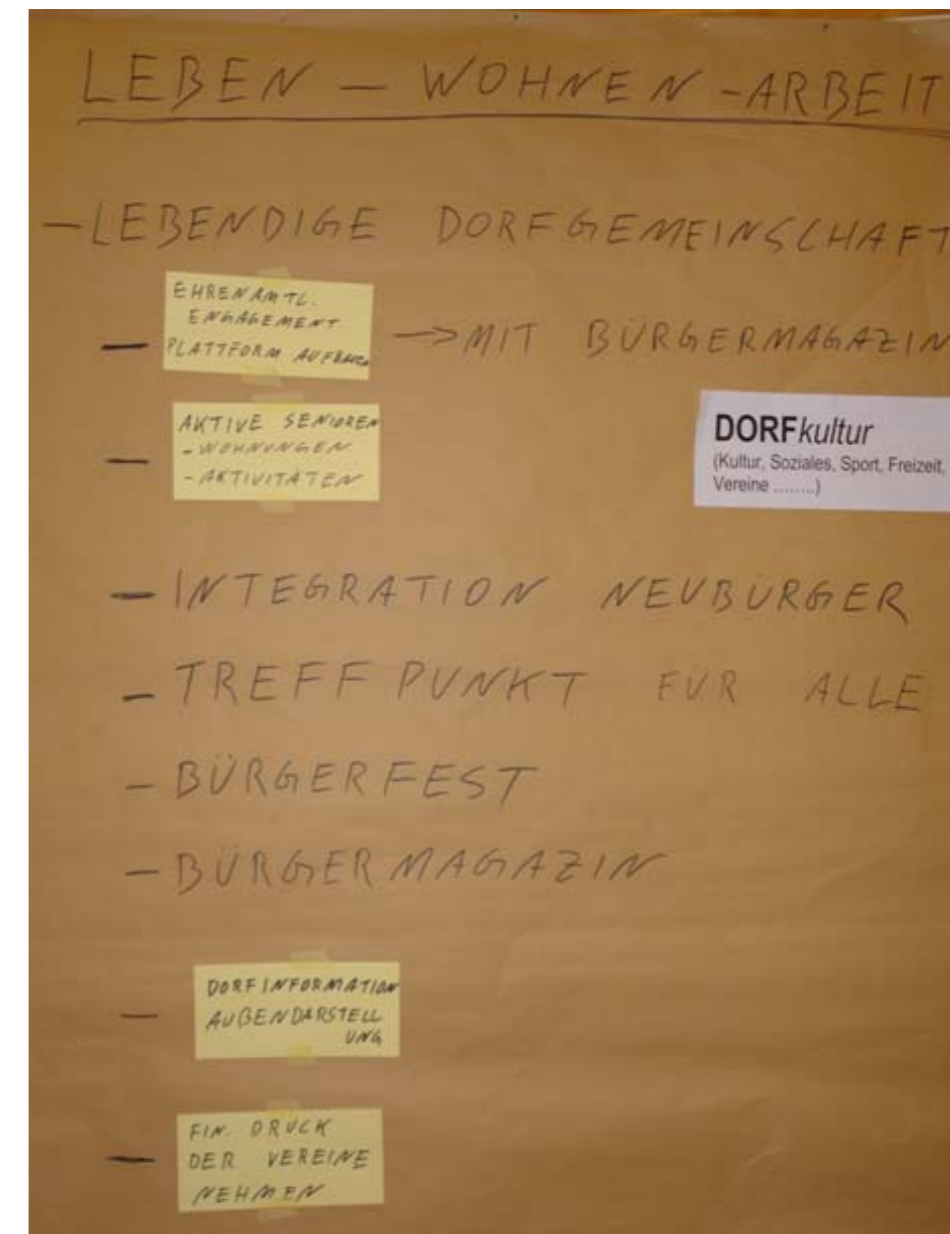 LEBEN – WOHNEN - ARBEIT
– LEBENDIGE DORFGEMEINSCHAFT
EHRENAMTL.
ENGAGEMENT
– PLATTFORM AUFBAUEN → MIT BÜRGERMAGAZIN
AKTIVE SENIOREN
– - WOHNUNGEN
- AKTIVITÄTEN
DORFkultur
(Kultur, Soziales, Sport, Freizeit,
Vereine ........)
– INTEGRATION NEUBÜRGER
– TREFFPUNKT FÜR ALLE
– BÜRGERFEST
– BÜRGERMAGAZIN
DORFINFORMATION
– AUßENDARSTELL
UNG
FIN. DRUCK
– DER VEREINE
NEHMEN